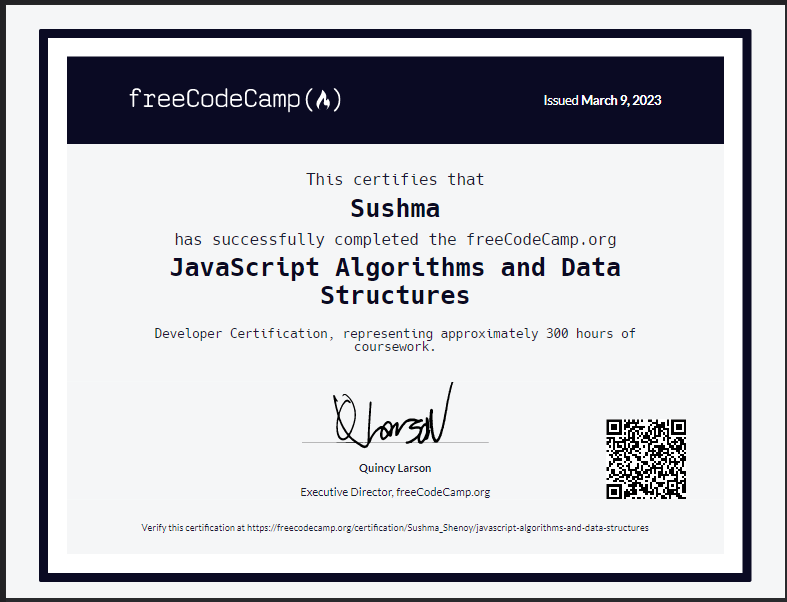 freeCodeCamp
Issued March 9, 2023
This certifies that
Sushma
has successfully completed the freeCodeCamp.org
JavaScript Algorithms and Data
Structures
Developer Certification, representing approximately 300 hours of
coursework.
Q Larson
Quincy Larson
Executive Director, freeCodeCamp.org
Verify this certification at https://freecodecamp.org/certification/Sushma_Shenoy/javascript-algorithms-and-data-structures